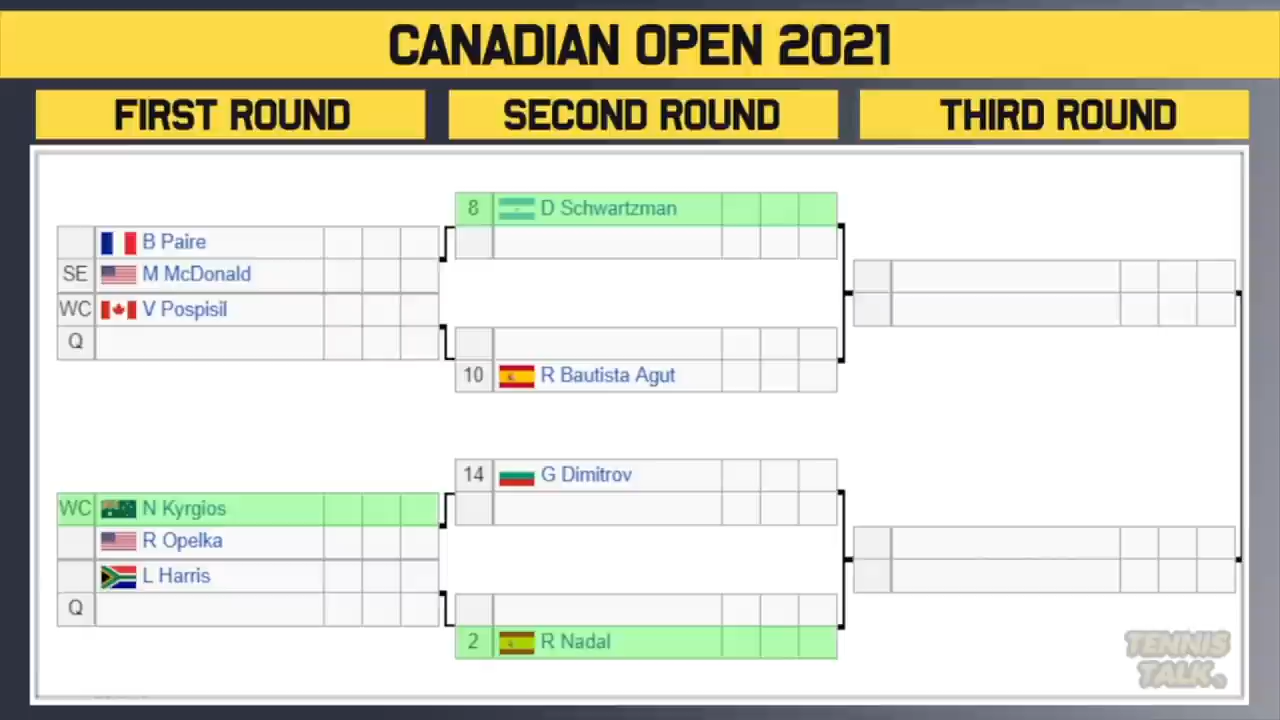 CANADIAN OPEN 2021
FIRST ROUND
SECOND ROUND
THIRD ROUND
8 D Schwartzman
B Paire
SE M McDonald
WC V Pospisil
Q
10 R Bautista Agut
14 G Dimitrov
WC N Kyrgios
R Opelka
L Harris
Q
2 R Nadal
TENNIS
TALK